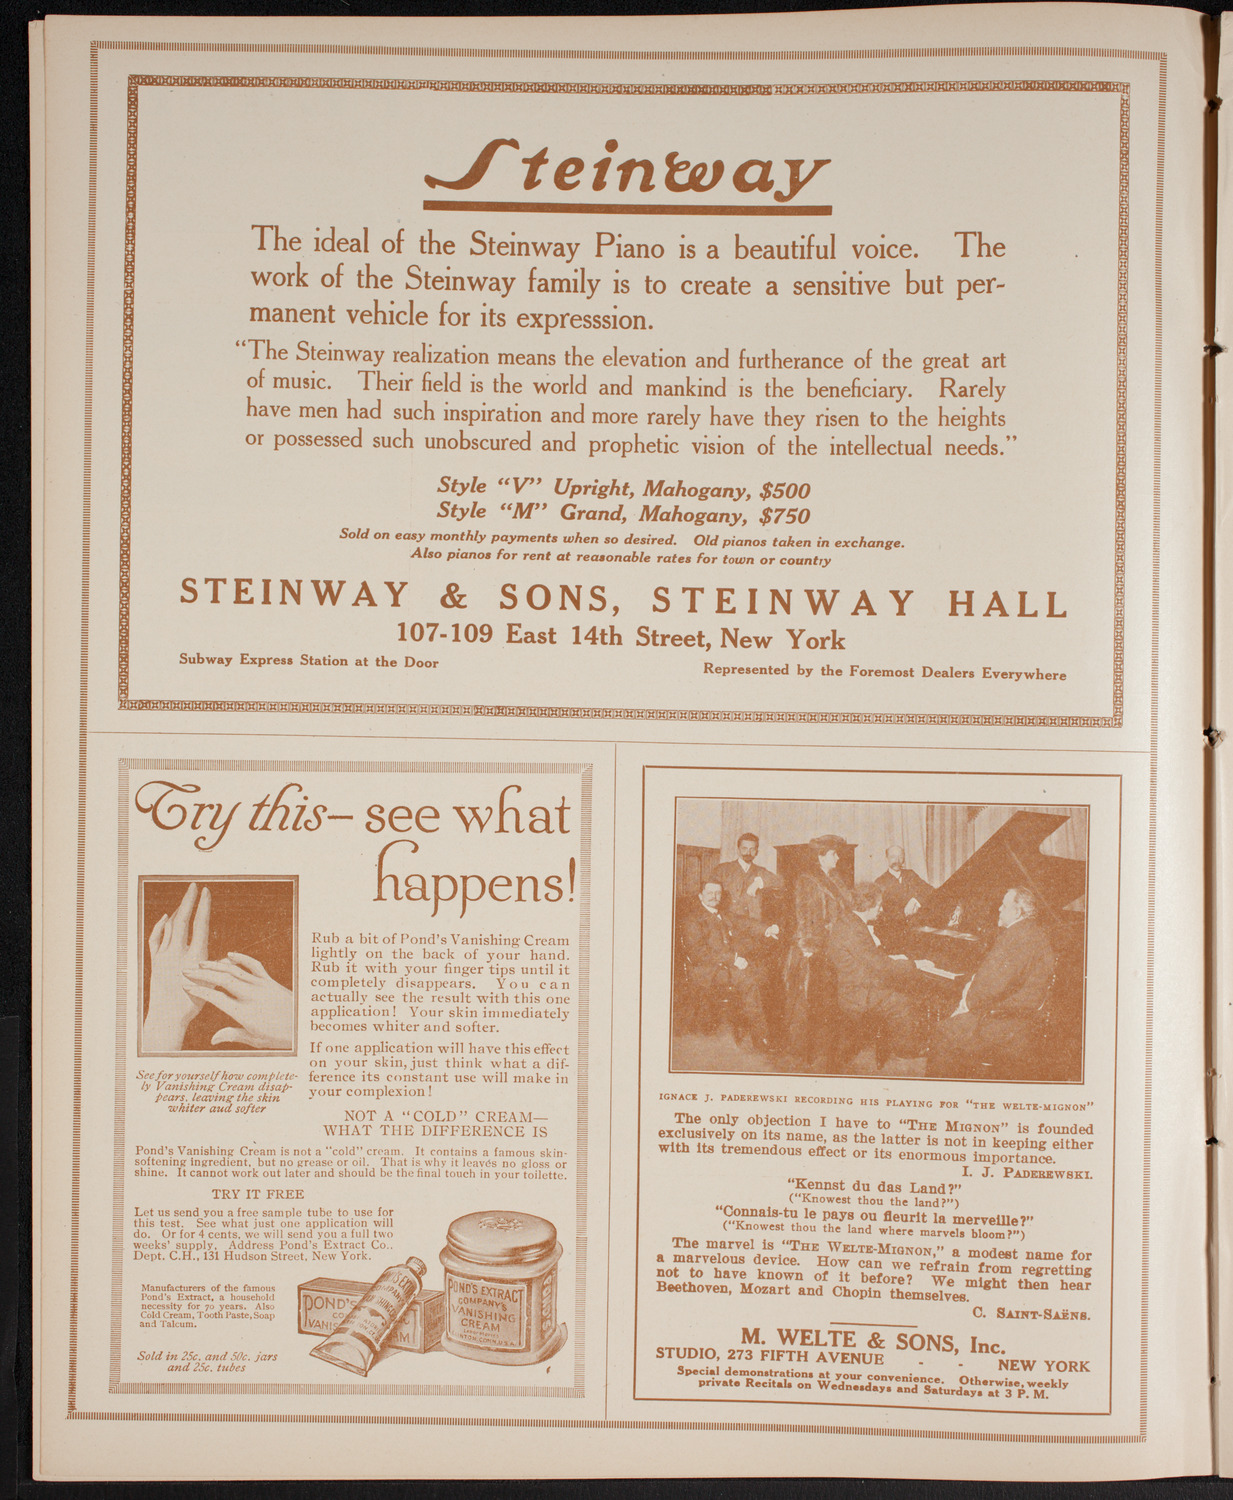 Steinway
The ideal of the Steinway Piano is a beautiful voice. The
work of the Steinway family is to create a sensitive but per-
manent vehicle for its expresssion.
“The Steinway realization means the elevation and furtherance of the great art
of music. Their field is the world and mankind is the beneficiary. Rarely
have men had such inspiration and more rarely have they risen to the heights
or possessed such unobscured and prophetic vision of the intellectual needs.”
Style “V” Upright, Mahogany, $500
Style “M” Grand, Mahogany, $750
Sold on easy monthly payments when so desired. Old pianos taken in exchange.
Also pianos for rent at reasonable rates for town or country
STEINWAY & SONS, STEINWAY HALL
107-109 East 14th Street, New York
Subway Express Station at the Door
Represented by the Foremost Dealers Everywhere
Try this—see what
happens!
Rub a bit of Pond's Vanishing Cream
lightly on the back of your hand.
Rub it with your finger tips until it
completely disappears. You can
actually see the result with this one
application! Your skin immediately
becomes whiter and softer.
If one application will have this effect
on your skin, just think what a dif-
ference its constant use will make in
your complexion!
See for yourself how complete-
ly Vanishing Cream disap-
pears, leaving the skin
whiter aud softer
NOT A “COLD” CREAM—
WHAT THE DIFFERENCE IS
Pond's Vanishing Cream is not a “cold” cream. It contains a famous skin-
softening ingredient, but no grease or oil. That is why it leaves no gloss or
shine. It cannot work out later and should be the final touch in your toilette.
TRY IT FREE
Let us send you a free sample tube to use for
this test. See what just one application will
do. Or for 4 cents, we will send you a full two
weeks' supply. Address Pond's Extract Co.,
Dept. C.H., 131 Hudson Street, New York.
Manufacturers of the famous
Pond's Extract, a household
necessity for 70 years. Also
Cold Cream, Tooth Paste, Soap
and Talcum.
Sold in 25c. and 50c. jars
and 25c. tubes
POND'S
VANIS
POND'S EXTRACT
COMPANY'S
VANISHING
CREAM
IGNACE J. PADEREWSKI RECORDING HIS PLAYING FOR “THE WELTE-MIGNON”
The only objection I have to “THE MIGNON” is founded
exclusively on its name, as the latter is not in keeping either
with its tremendous effect or its enormous importance.
I. J. PADEREWSKI.
“Kennst du das Land?”
(“Knowest thou the land?”)
“Connais-tu le pays ou fleurit la merveille?”
(“Knowest thou the land where marvels bloom?”)
The marvel is “THE WELTE-MIGNON,” a modest name for
a marvelous device. How can we refrain from regretting
not to have known of it before? We might then hear
Beethoven, Mozart and Chopin themselves.
C. SAINT-SAËNS.
M. WELTE & SONS, Inc.
STUDIO, 273 FIFTH AVENUE - - NEW YORK
Special demonstrations at your convenience. Otherwise, weekly
private Recitals on Wednesdays and Saturdays at 3 P. M.